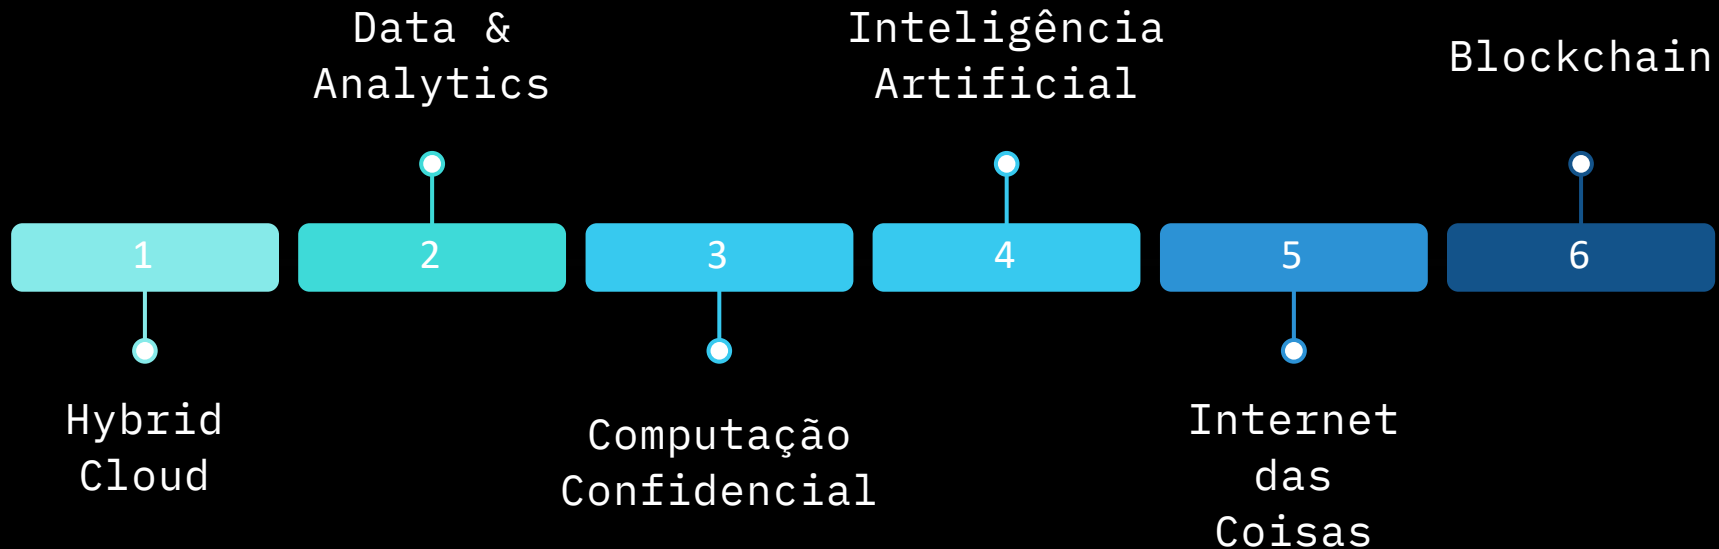 Data &
Analytics
Inteligência
Artificial
Blockchain
1
2
3
4
5
6
Hybrid
Cloud
Computação
Confidencial
Internet
das
Coisas